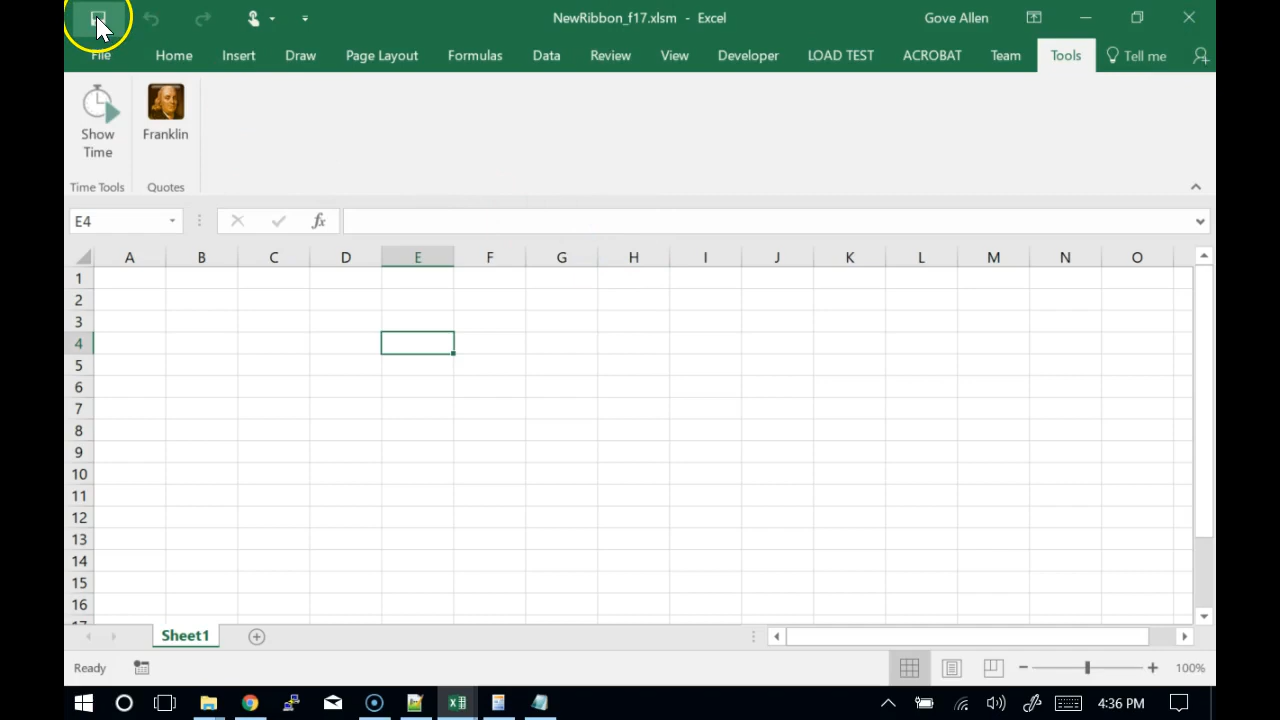 NewRibbon_f17.xlsm - Excel
Gove Allen
File Home Insert Draw Page Layout Formulas Data Review View Developer LOAD TEST ACROBAT Team Tools Tell me
Show
Time
Franklin
Time Tools
Quotes
E4
fx
A B C D E F G H I J K L M N O
1
2
3
4
5
6
7
8
9
10
11
12
13
14
15
16
Sheet1
Ready
100%
4:36 PM